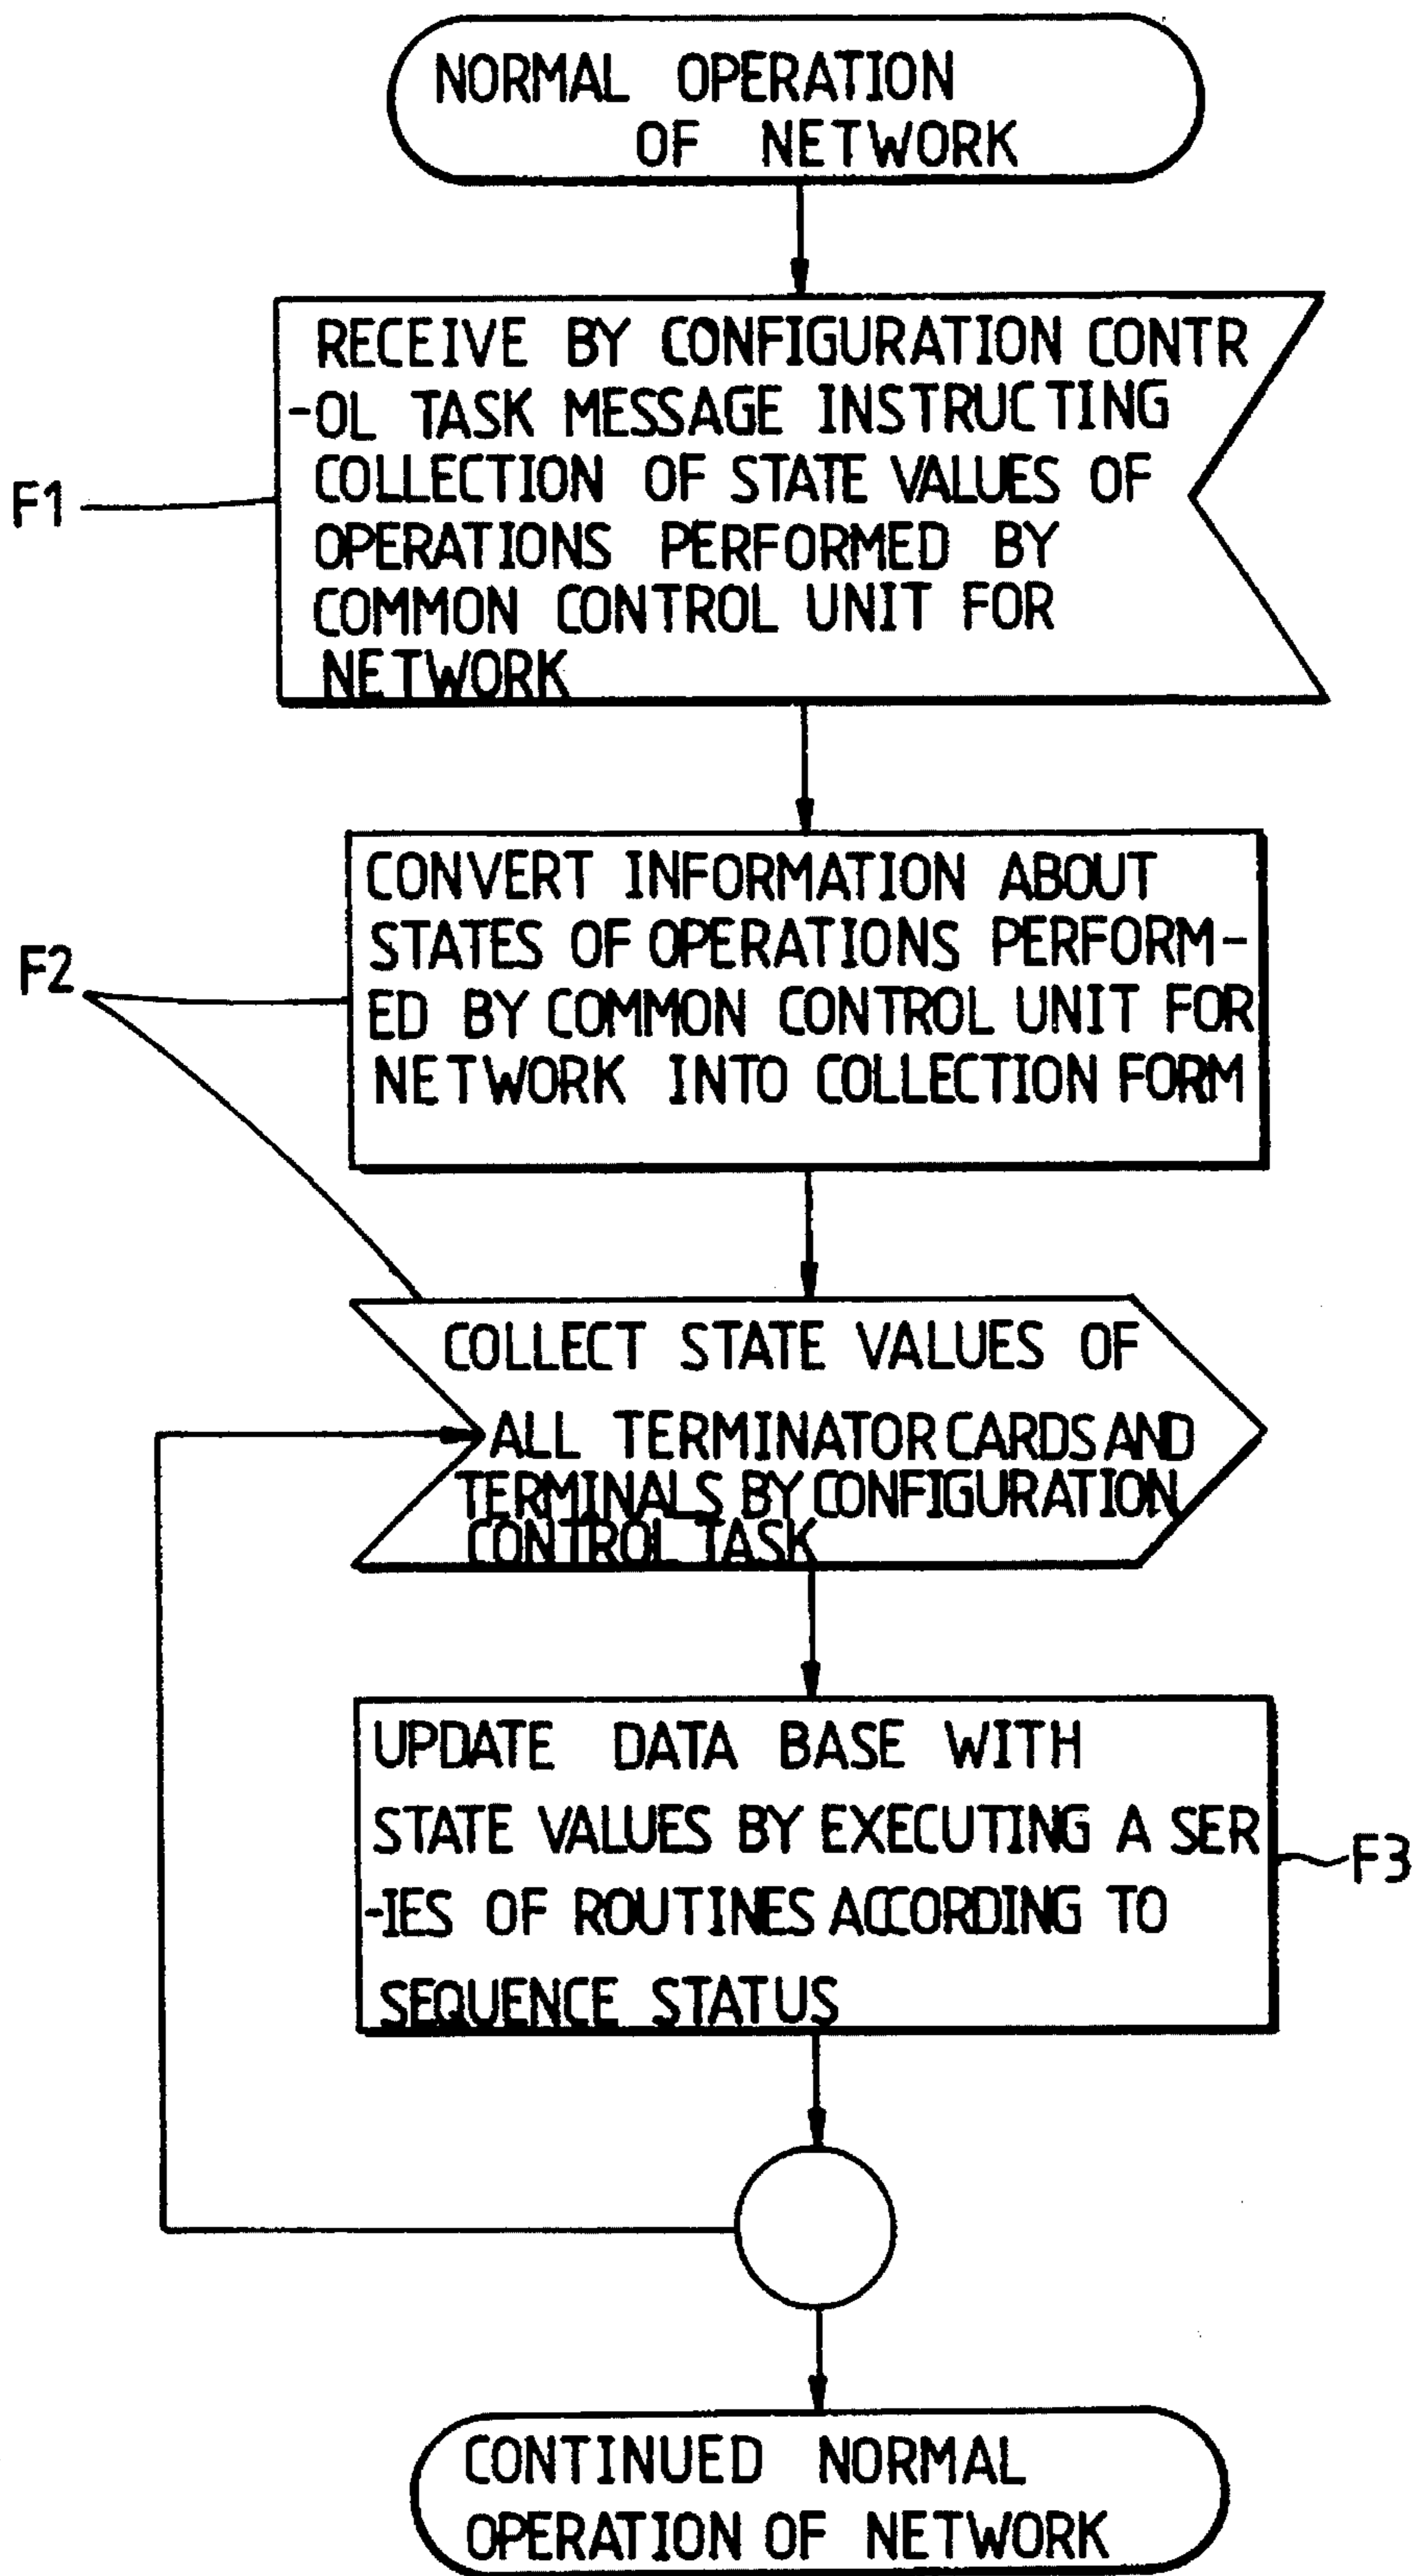 NORMAL OPERATION
OF NETWORK
RECEIVE BY CONFIGURATION CONTR
-OL TASK MESSAGE INSTRUCTING
COLLECTION OF STATE VALUES OF
OPERATIONS PERFORMED BY
COMMON CONTROL UNIT FOR
NETWORK
F1
CONVERT INFORMATION ABOUT
STATES OF OPERATIONS PERFORM-
ED BY COMMON CONTROL UNIT FOR
NETWORK INTO COLLECTION FORM
F2
COLLECT STATE VALUES OF
ALL TERMINATOR CARDS AND
TERMINALS BY CONFIGURATION
CONTROL TASK
UPDATE DATA BASE WITH
STATE VALUES BY EXECUTING A SER
-IES OF ROUTINES ACCORDING TO
SEQUENCE STATUS
F3
CONTINUED NORMAL
OPERATION OF NETWORK